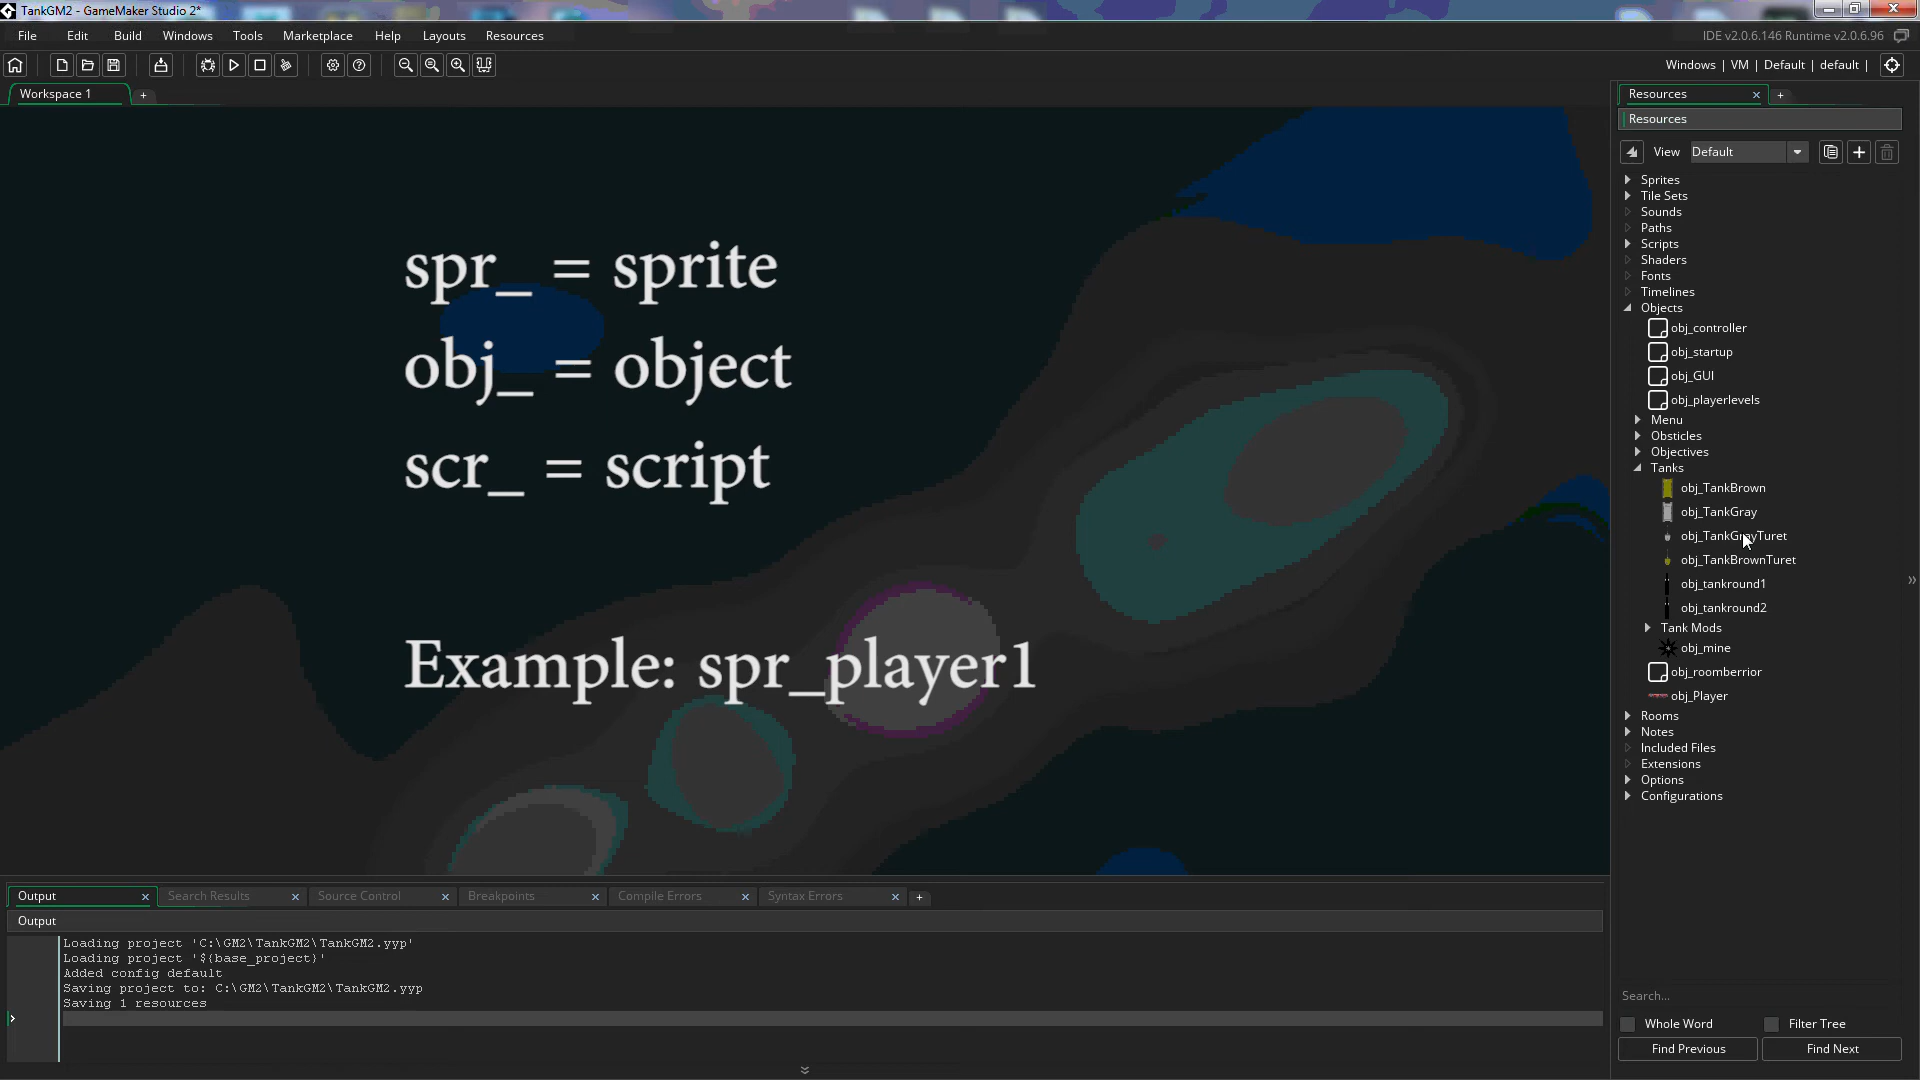 TankGM2 - GameMaker Studio 2*
File Edit Build Windows Tools Marketplace Help Layouts Resources
IDE v2.0.6.146 Runtime v2.0.6.96
Windows | VM | Default | default |
Workspace 1
Resources
Resources
View Default
spr_ = sprite
obj_ = object
scr_ = script
Example: spr_player1
Sprites
Tile Sets
Sounds
Paths
Scripts
Shaders
Fonts
Timelines
Objects
obj_controller
obj_startup
obj_GUI
obj_playerlevels
Menu
Obsticles
Objectives
Tanks
obj_TankBrown
obj_TankGray
obj_TankGrayTuret
obj_TankBrownTuret
obj_tankround1
obj_tankround2
Tank Mods
obj_mine
obj_roomberrior
obj_Player
Rooms
Notes
Included Files
Extensions
Options
Configurations
Search...
Whole Word Filter Tree
Find Previous Find Next
Output Search Results Source Control Breakpoints Compile Errors Syntax Errors
Output
Loading project 'C:\GM2\TankGM2\TankGM2.yyp'
Loading project '${base_project}'
Added config default
Saving project to: C:\GM2\TankGM2\TankGM2.yyp
Saving 1 resources